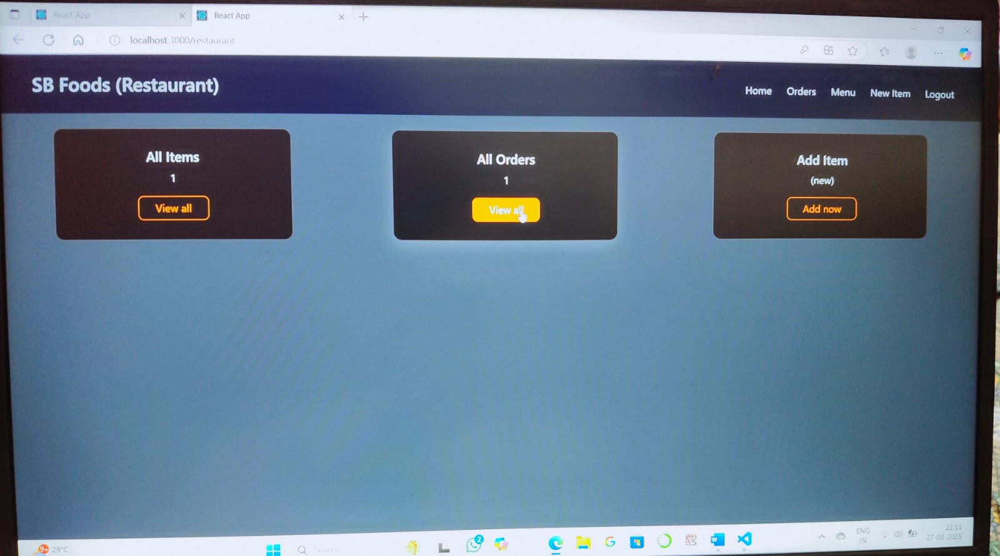 React App
React App
localhost:3000/restaurant
SB Foods (Restaurant)
Home
Orders
Menu
New Item
Logout
All Items
1
View all
All Orders
1
View all
Add Item
(new)
Add now
9+
29°C
Search
2
ENG
IN
22:11
27-08-2025